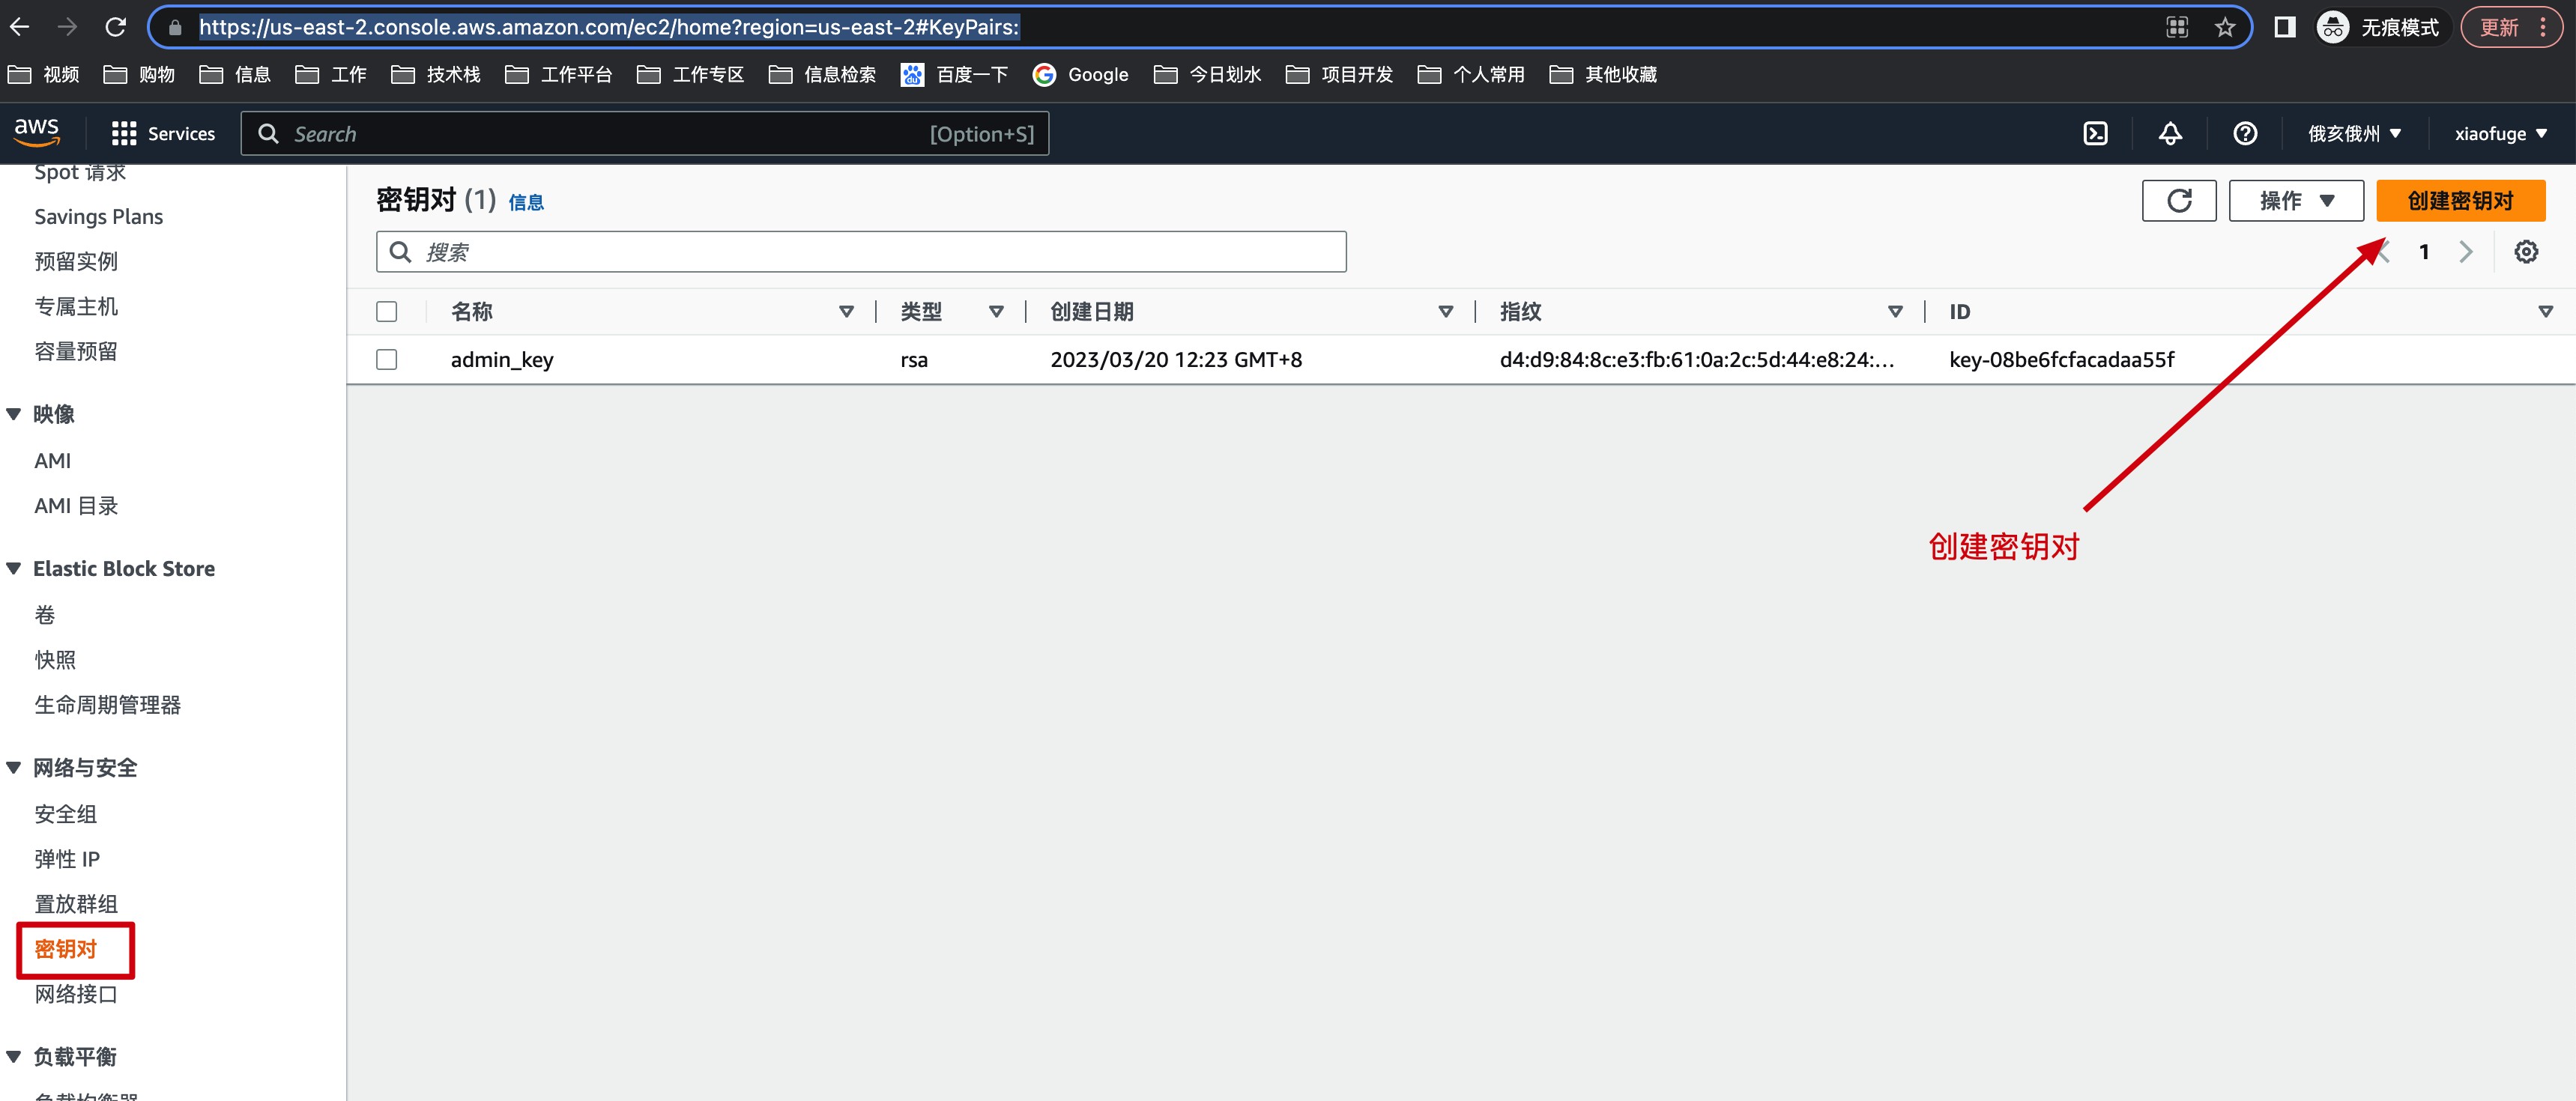 https://us-east-2.console.aws.amazon.com/ec2/home?region=us-east-2#KeyPairs:
无痕模式
更新
视频
购物
信息
工作
技术栈
工作平台
工作专区
信息检索
百度一下
Google
今日划水
项目开发
个人常用
其他收藏
aws
Services
Search
[Option+S]
俄亥俄州
xiaofuge
Spot 请求
Savings Plans
预留实例
专属主机
容量预留
映像
AMI
AMI 目录
Elastic Block Store
卷
快照
生命周期管理器
网络与安全
安全组
弹性 IP
置放群组
密钥对
网络接口
负载平衡
负载均衡器
密钥对 (1) 信息
操作
创建密钥对
搜索
1
名称 类型 创建日期 指纹 ID
admin_key rsa 2023/03/20 12:23 GMT+8 d4:d9:84:8c:e3:fb:61:0a:2c:5d:44:e8:24:... key-08be6fcfacadaa55f
创建密钥对